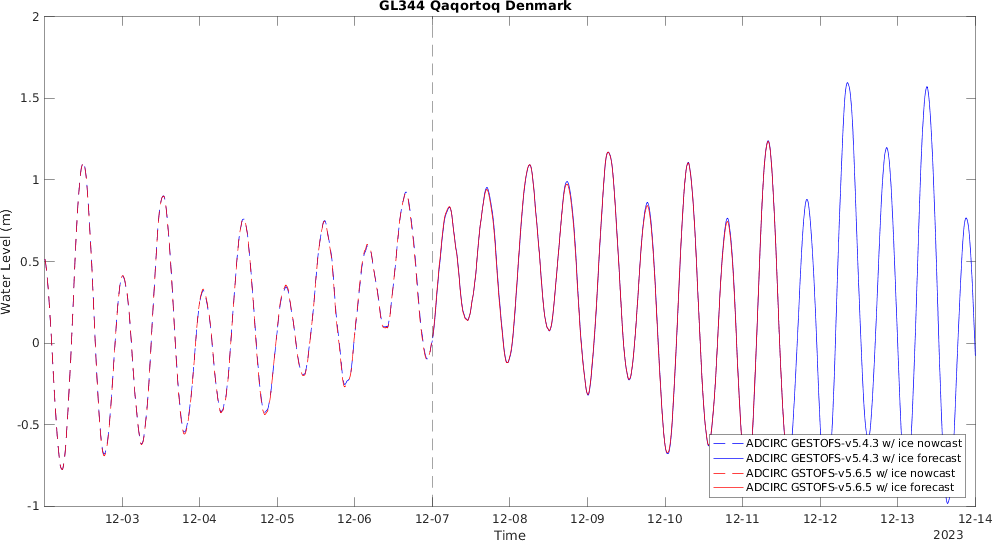 GL344 Qaqortoq Denmark
2
1.5
1
0.5
0
-0.5
-1
Water Level (m)
ADCIRC GESTOFS-v5.4.3 w/ ice nowcast
ADCIRC GESTOFS-v5.4.3 w/ ice forecast
ADCIRC GSTOFS-v5.6.5 w/ ice nowcast
ADCIRC GSTOFS-v5.6.5 w/ ice forecast
12-03 12-04 12-05 12-06 12-07 12-08 12-09 12-10 12-11 12-12 12-13 12-14
Time
2023